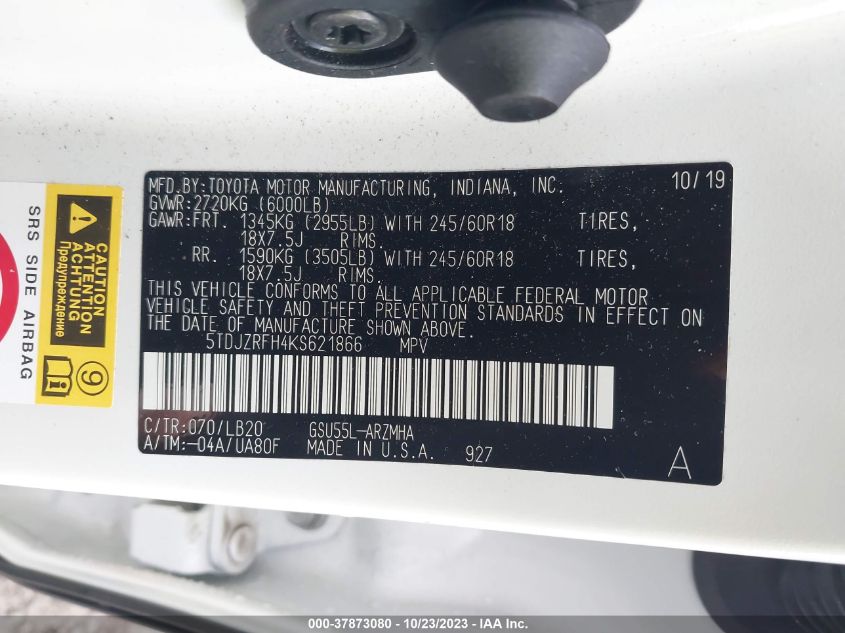 MFD.BY:TOYOTA MOTOR MANUFACTURING, INDIANA, INC. 10/19
GVWR:2720KG (6000LB)
GAWR:FRT. 1345KG (2955LB) WITH 245/60R18 TIRES,
18X7.5J RIMS.
RR. 1590KG (3505LB) WITH 245/60R18 TIRES,
18X7.5J RIMS.
THIS VEHICLE CONFORMS TO ALL APPLICABLE FEDERAL MOTOR
VEHICLE SAFETY AND THEFT PREVENTION STANDARDS IN EFFECT ON
THE DATE OF MANUFACTURE SHOWN ABOVE.
5TDJZRFH4KS621866 MPV
C/TR:070/LB20 GSU55L-ARZMHA
A/TM:-04A/UA80F MADE IN U.S.A. 927
A
SRS SIDE AIRBAG
CAUTION
ATTENTION
ACHTUNG
Предупреждение
9
000-37873080 - 10/23/2023 - IAA Inc.